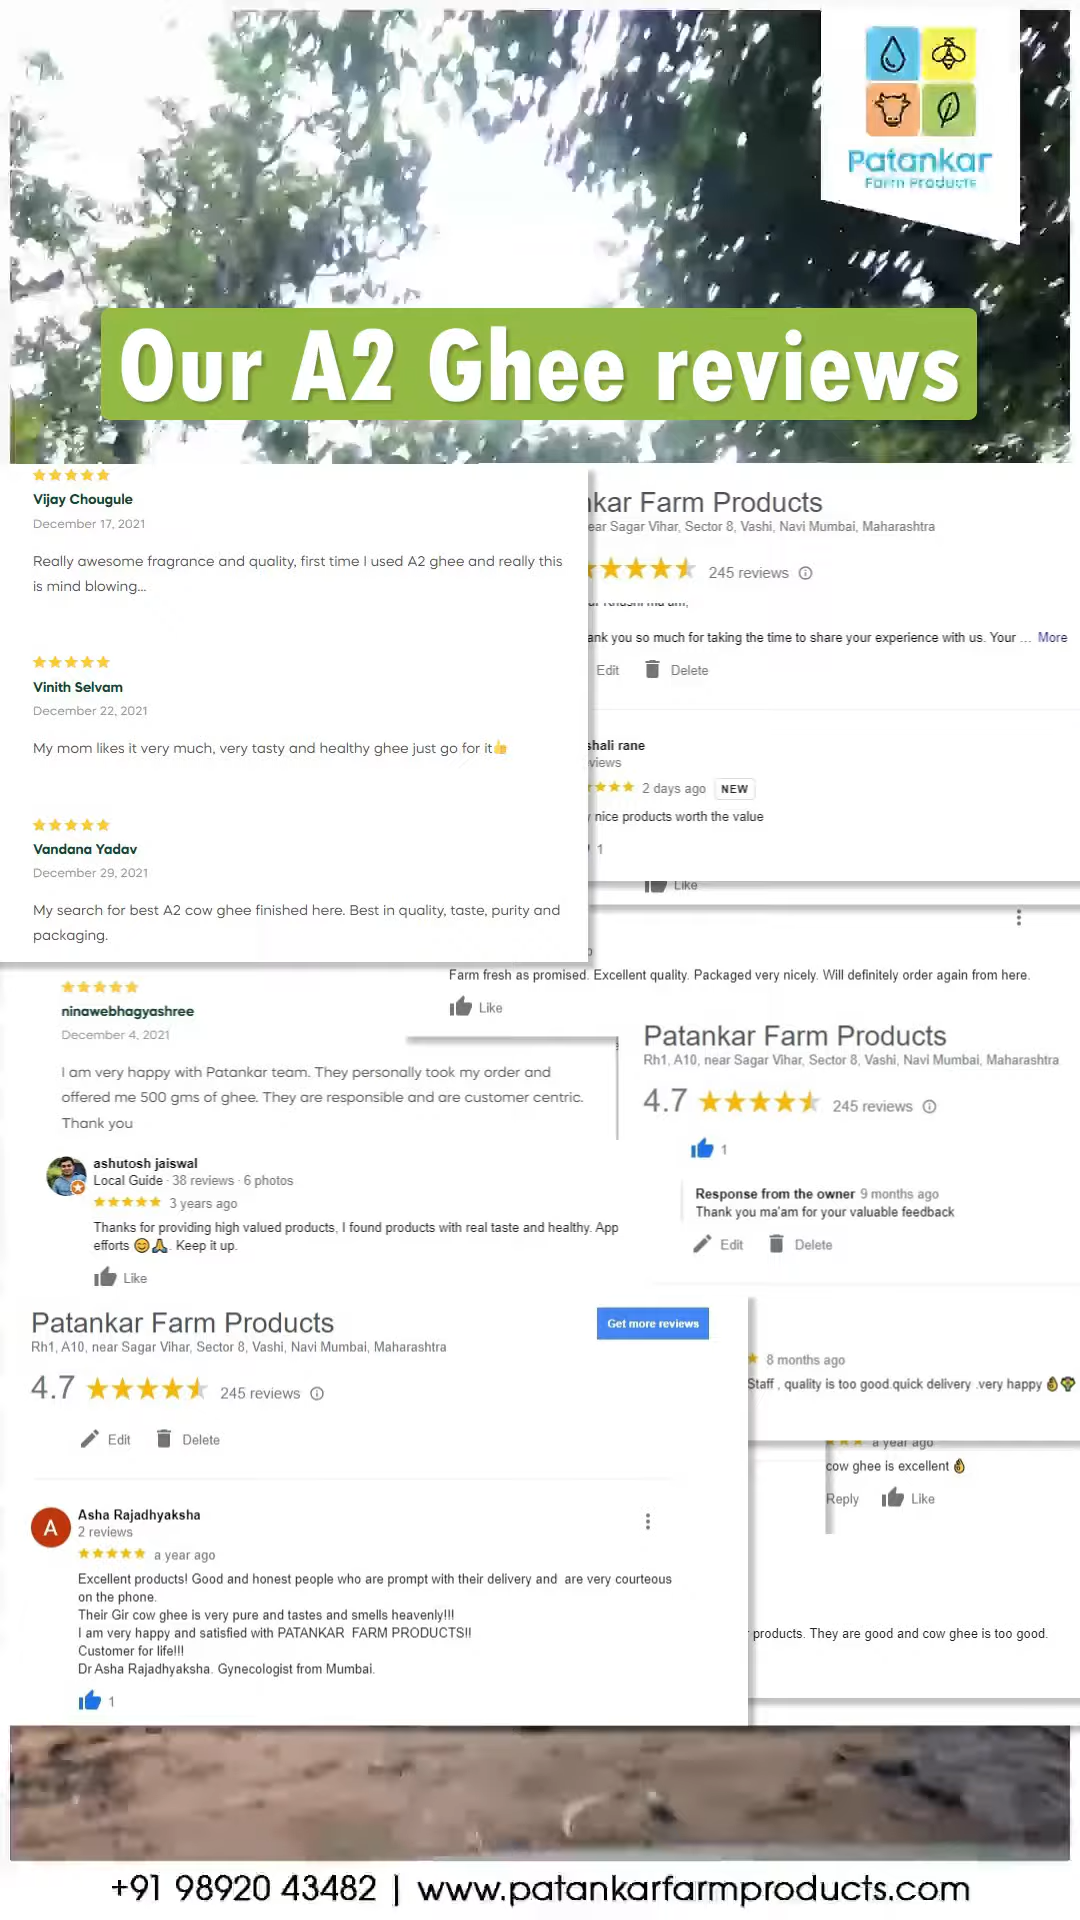 Patankar
Farm Products
Our A2 Ghee reviews
Vijay Chougule
December 17, 2021
Really awesome fragrance and quality, first time I used A2 ghee and really this
is mind blowing...
Vinith Selvam
December 22, 2021
My mom likes it very much, very tasty and healthy ghee just go for it👍
Vandana Yadav
December 29, 2021
My search for best A2 cow ghee finished here. Best in quality, taste, purity and
packaging.
kar Farm Products
ear Sagar Vihar, Sector 8, Vashi, Navi Mumbai, Maharashtra
245 reviews
ank you so much for taking the time to share your experience with us. Your ... More
Edit Delete
shali rane
views
2 days ago NEW
nice products worth the value
1
Like
Farm fresh as promised. Excellent quality. Packaged very nicely. Will definitely order again from here.
Like
ninawebhagyashree
December 4, 2021
I am very happy with Patankar team. They personally took my order and
offered me 500 gms of ghee. They are responsible and are customer centric.
Thank you
Patankar Farm Products
Rh1, A10, near Sagar Vihar, Sector 8, Vashi, Navi Mumbai, Maharashtra
4.7 245 reviews
1
Response from the owner 9 months ago
Thank you ma'am for your valuable feedback
Edit Delete
ashutosh jaiswal
Local Guide · 38 reviews · 6 photos
3 years ago
Thanks for providing high valued products, I found products with real taste and healthy. App
efforts 😊🙏. Keep it up.
Like
Patankar Farm Products
Get more reviews
Rh1, A10, near Sagar Vihar, Sector 8, Vashi, Navi Mumbai, Maharashtra
4.7 245 reviews
Edit Delete
Asha Rajadhyaksha
2 reviews
a year ago
Excellent products! Good and honest people who are prompt with their delivery and are very courteous
on the phone.
Their Gir cow ghee is very pure and tastes and smells heavenly!!!
I am very happy and satisfied with PATANKAR FARM PRODUCTS!!
Customer for life!!!
Dr Asha Rajadhyaksha. Gynecologist from Mumbai.
1
8 months ago
Staff , quality is too good.quick delivery .very happy 👌💐
a year ago
cow ghee is excellent 👌
Reply Like
products. They are good and cow ghee is too good.
+91 98920 43482 | www.patankarfarmproducts.com